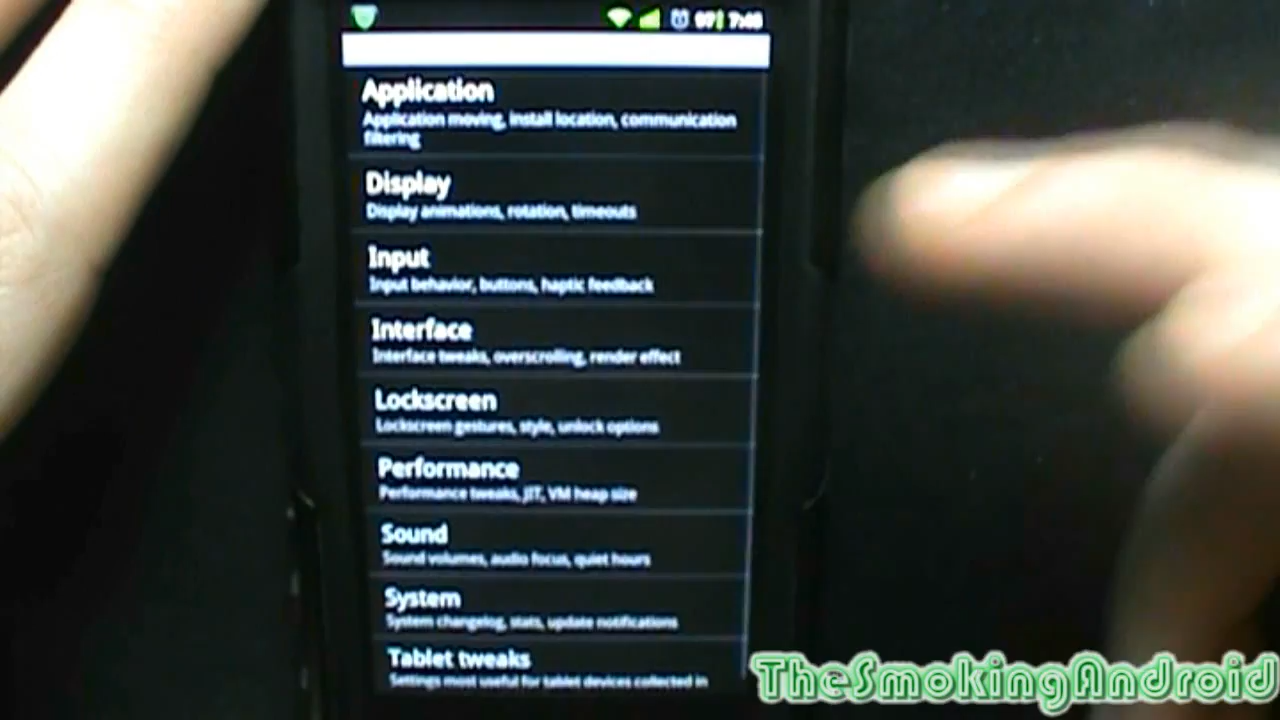 97 7:45
Application
Application moving, install location, communication
filtering
Display
Display animations, rotation, timeouts
Input
Input behavior, buttons, haptic feedback
Interface
Interface tweaks, overscrolling, render effect
Lockscreen
Lockscreen gestures, style, unlock options
Performance
Performance tweaks, JIT, VM heap size
Sound
Sound volumes, audio focus, quiet hours
System
System changelog, stats, update notifications
Tablet tweaks
Settings most useful for tablet devices collected in
TheSmokingAndroid